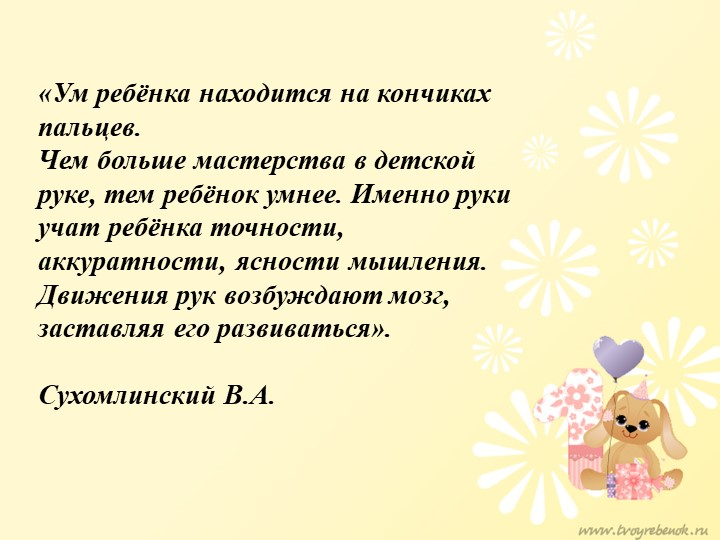 «Ум ребёнка находится на кончиках
пальцев.
Чем больше мастерства в детской
руке, тем ребёнок умнее. Именно руки
учат ребёнка точности,
аккуратности, ясности мышления.
Движения рук возбуждают мозг,
заставляя его развиваться».
Сухомлинский В.А.
1
www.tvoyrebenok.ru